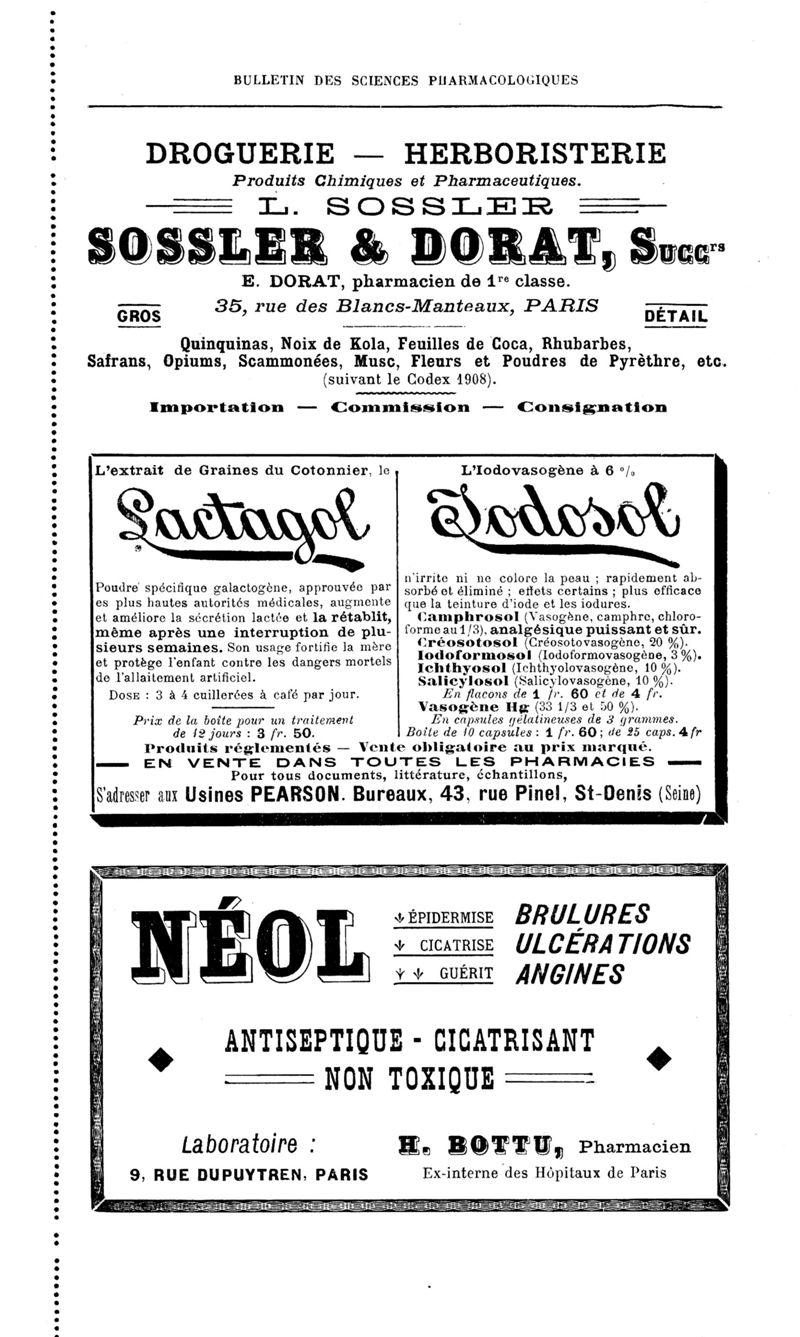 BULLETIN DES SCIENCES PHARMACOLOGIQUES
DROGUERIE — HERBORISTERIE
Produits Chimiques et Pharmaceutiques.
L. SOSSLER
SOSSLER & DORAT, Succrs
E. DORAT, pharmacien de 1re classe.
35, rue des Blancs-Manteaux, PARIS
GROS
DÉTAIL
Quinquinas, Noix de Kola, Feuilles de Coca, Rhubarbes,
Safrans, Opiums, Scammonées, Musc, Fleurs et Poudres de Pyrèthre, etc.
(suivant le Codex 1908).
Importation — Commission — Consignation
L'extrait de Graines du Cotonnier, le
Lactagol
Poudre spécifique galactogène, approuvée par
es plus hautes autorités médicales, augmente
et améliore la sécrétion lactée et la rétablit,
même après une interruption de plu-
sieurs semaines. Son usage fortifie la mère
et protège l'enfant contre les dangers mortels
de l'allaitement artificiel.
DOSE : 3 à 4 cuillerées à café par jour.
Prix de la boîte pour un traitement
de 12 jours : 3 fr. 50.
L'Iodovasogène à 6 %
Iodosol
n'irrite ni ne colore la peau ; rapidement ab-
sorbé et éliminé ; effets certains ; plus efficace
que la teinture d'iode et les iodures.
Camphrosol (Vasogène, camphre, chloro-
forme au 1/3), analgésique puissant et sûr.
Créosotosol (Créosotovasogène, 20 %).
Iodoformosol (Iodoformovasogène, 3 %).
Ichthyosol (Ichthyolovasogène, 10 %).
Salicylosol (Salicylovasogène, 10 %).
En flacons de 1 fr. 60 et de 4 fr.
Vasogène Hg (33 1/3 et 50 %).
En capsules gélatineuses de 3 grammes.
Boîte de 10 capsules : 1 fr. 60 ; de 25 caps. 4 fr
Produits réglementés — Vente obligatoire au prix marqué.
EN VENTE DANS TOUTES LES PHARMACIES
Pour tous documents, littérature, échantillons,
S'adresser aux Usines PEARSON. Bureaux, 43, rue Pinel, St-Denis (Seine)
NÉOL
ÉPIDERMISE BRULURES
CICATRISE ULCÉRATIONS
GUÉRIT ANGINES
ANTISEPTIQUE - CICATRISANT
NON TOXIQUE
Laboratoire :
9, RUE DUPUYTREN, PARIS
H. BOTTU, Pharmacien
Ex-interne des Hôpitaux de Paris